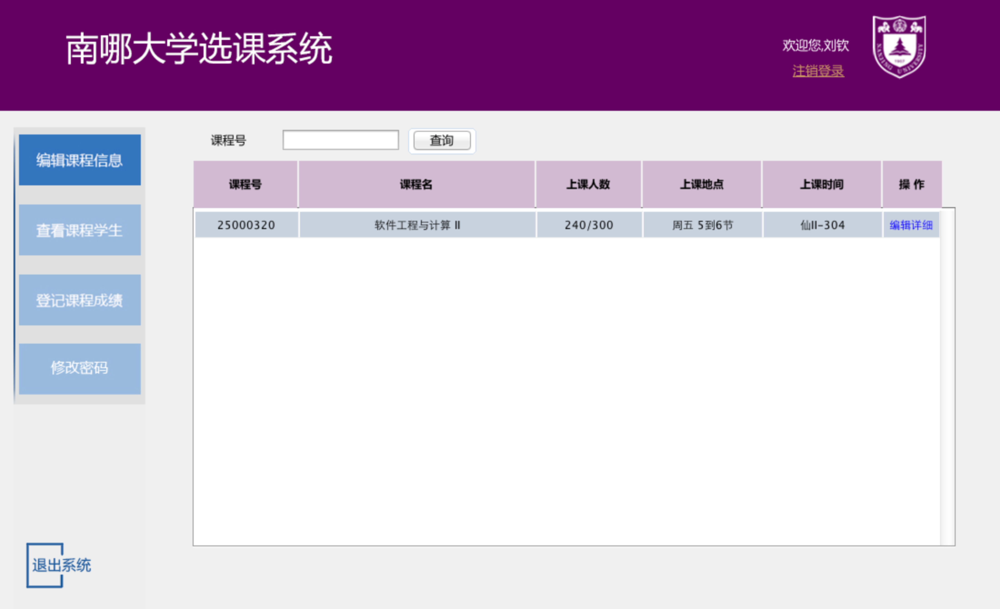 南哪大学选课系统
欢迎您,刘钦
注销登录
NANJING UNIVERSITY
1902
编辑课程信息
查看课程学生
登记课程成绩
修改密码
退出系统
课程号 查询
课程号 课程名 上课人数 上课地点 上课时间 操 作
25000320 软件工程与计算 II 240/300 周五 5到6节 仙II-304 编辑详细